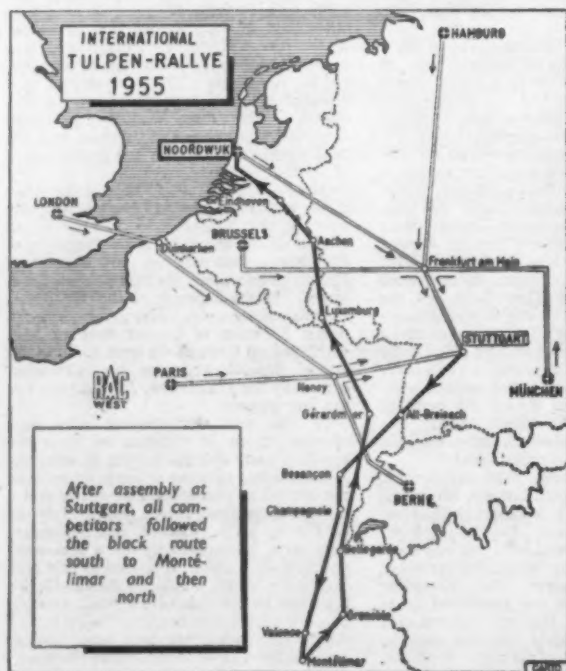 INTERNATIONAL
TULPEN-RALLYE
1955
HAMBURG
NOORDWIJK
LONDON
Eindhoven
BRUSSELS
Dunkerken
Aachen
Frankfurt am Main
Luxemburg
STUTTGART
PARIS
RAC
WEST
Nancy
MÜNCHEN
Gérardmer
Alt-Breisach
Besançon
BERNE
Champagnole
Bellegarde
Grenoble
Valence
Montélimar
After assembly at
Stuttgart, all com-
petitors followed
the black route
south to Monté-
limar and then
north